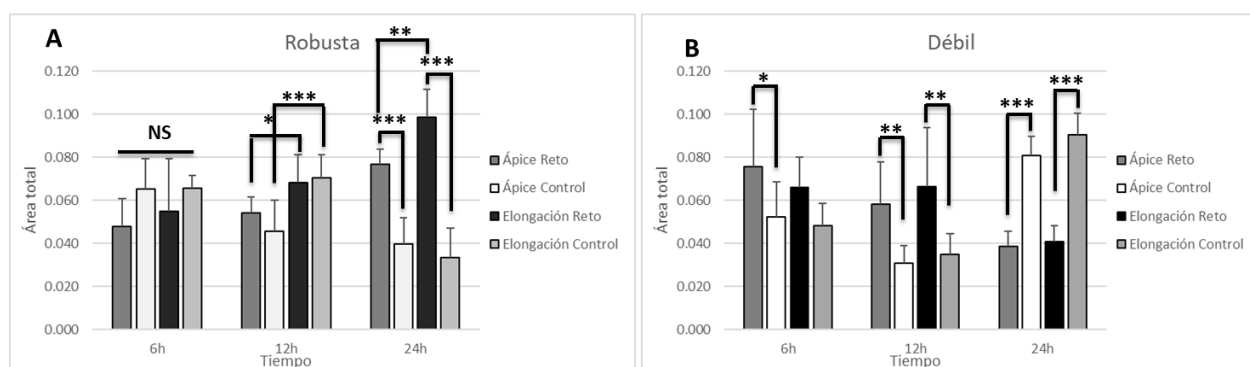 A
Robusta
**
0.120
***
***
0.100
*
***
NS
0.080
0.060
0.040
0.020
0.000
Área total
6h
12h
24h
Tiempo
Ápice Reto
Ápice Control
Elongación Reto
Elongación Control
B
Débil
0.120
*
**
***
***
0.100
**
0.080
0.060
0.040
0.020
0.000
Área total
6h
12h
24h
Tiempo
Ápice Reto
Ápice Control
Elongación Reto
Elongación Control